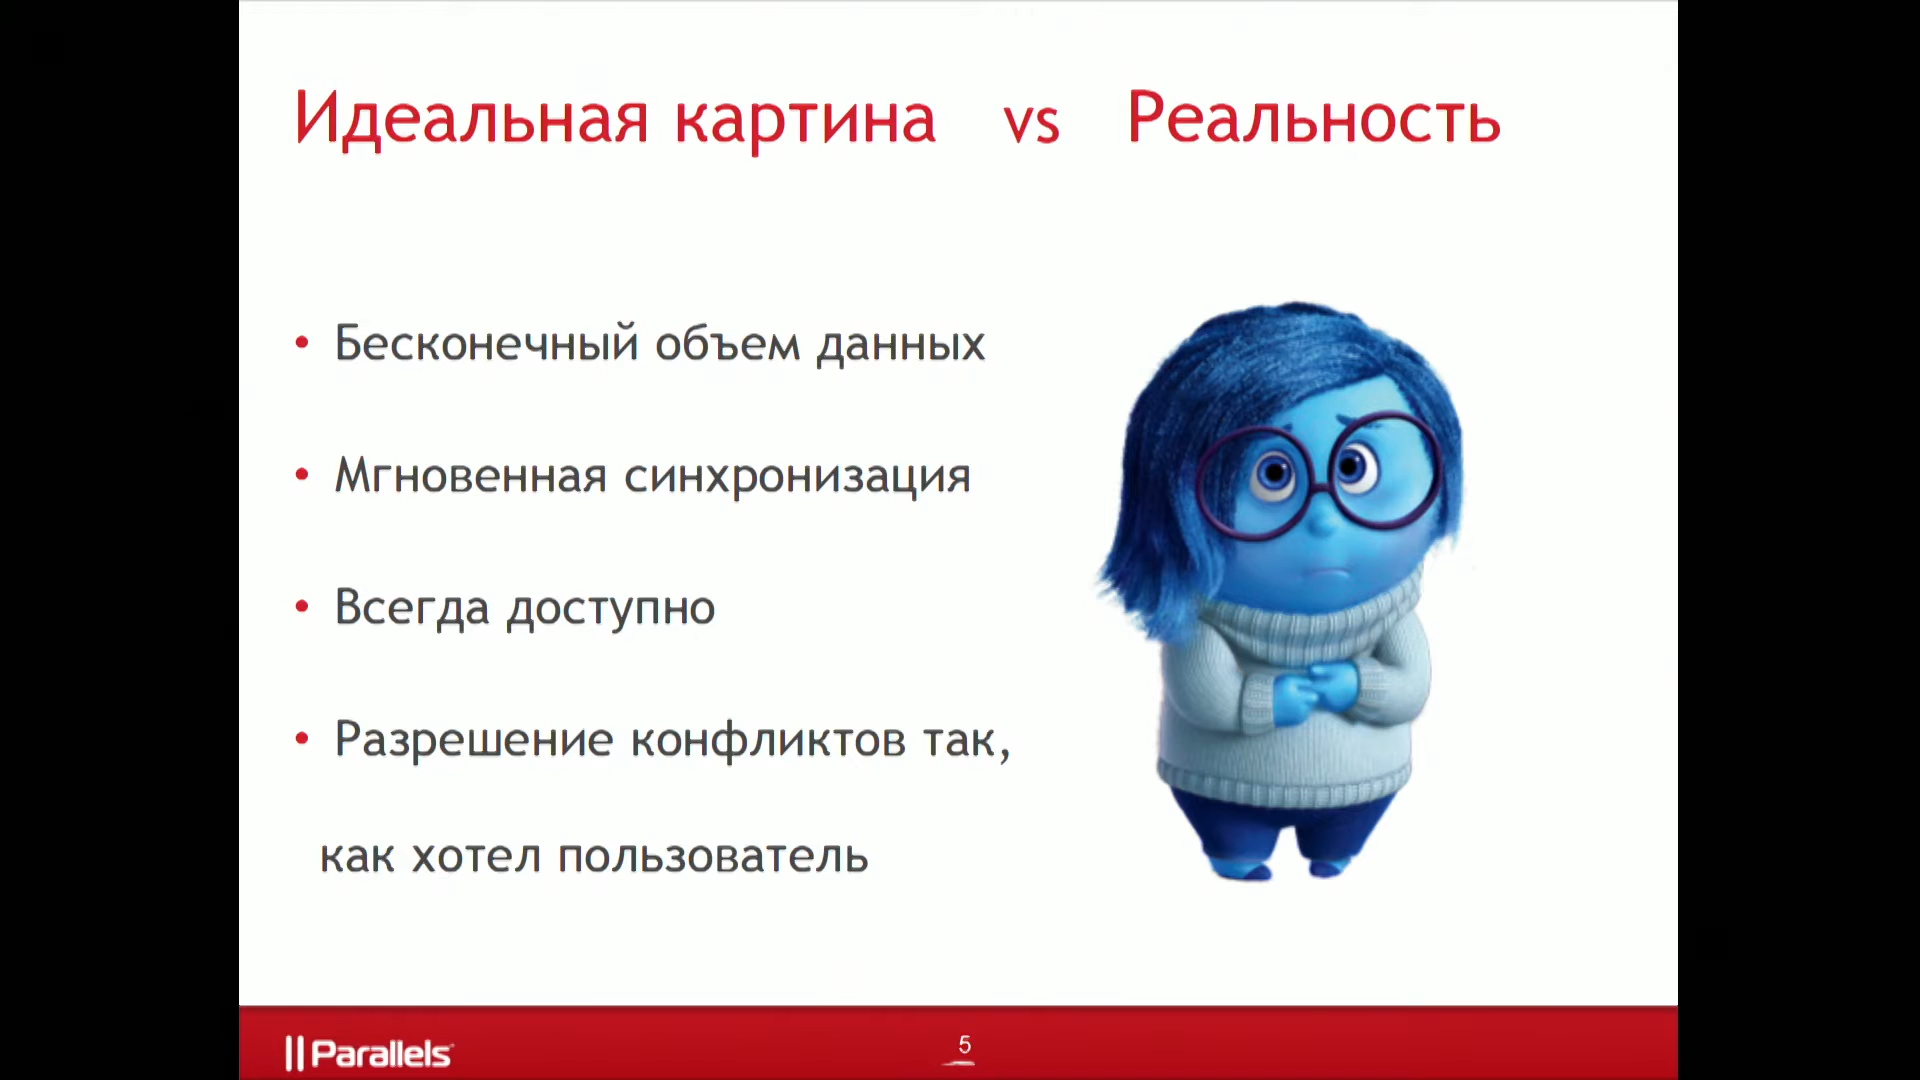 Идеальная картина vs Реальность
• Бесконечный объем данных
• Мгновенная синхронизация
• Всегда доступно
• Разрешение конфликтов так,
как хотел пользователь
Parallels
5